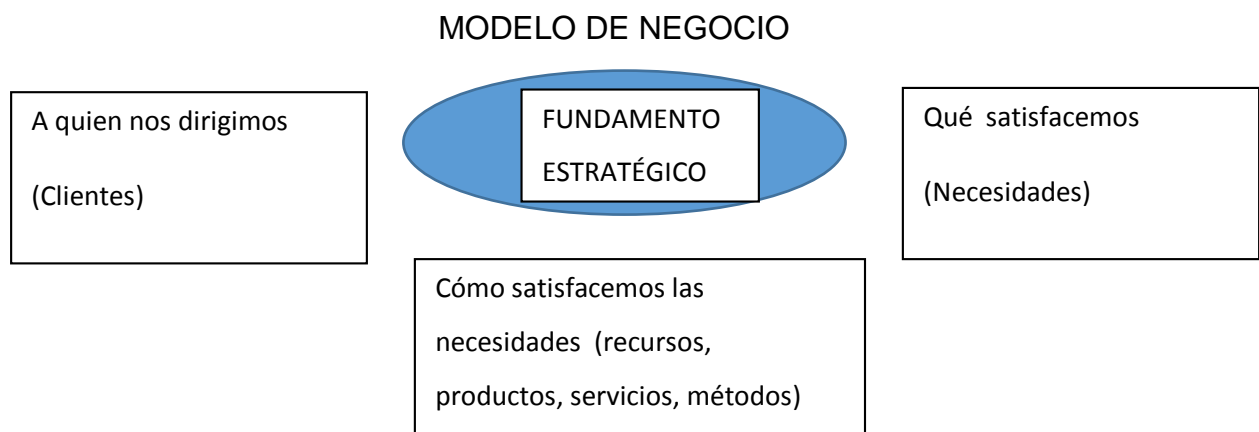 MODELO DE NEGOCIO
A quien nos dirigimos
(Clientes)
FUNDAMENTO
ESTRATÉGICO
Qué satisfacemos
(Necesidades)
Cómo satisfacemos las
necesidades (recursos,
productos, servicios, métodos)